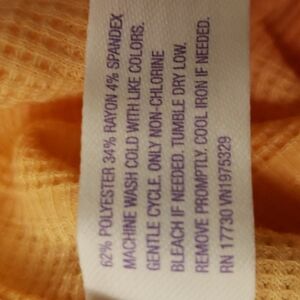 62% POLYESTER 34% RAYON 4% SPANDEX
MACHINE WASH COLD WITH LIKE COLORS.
GENTLE CYCLE. ONLY NON-CHLORINE
BLEACH IF NEEDED. TUMBLE DRY LOW.
REMOVE PROMPTLY. COOL IRON IF NEEDED.
RN 17730 VN1975329